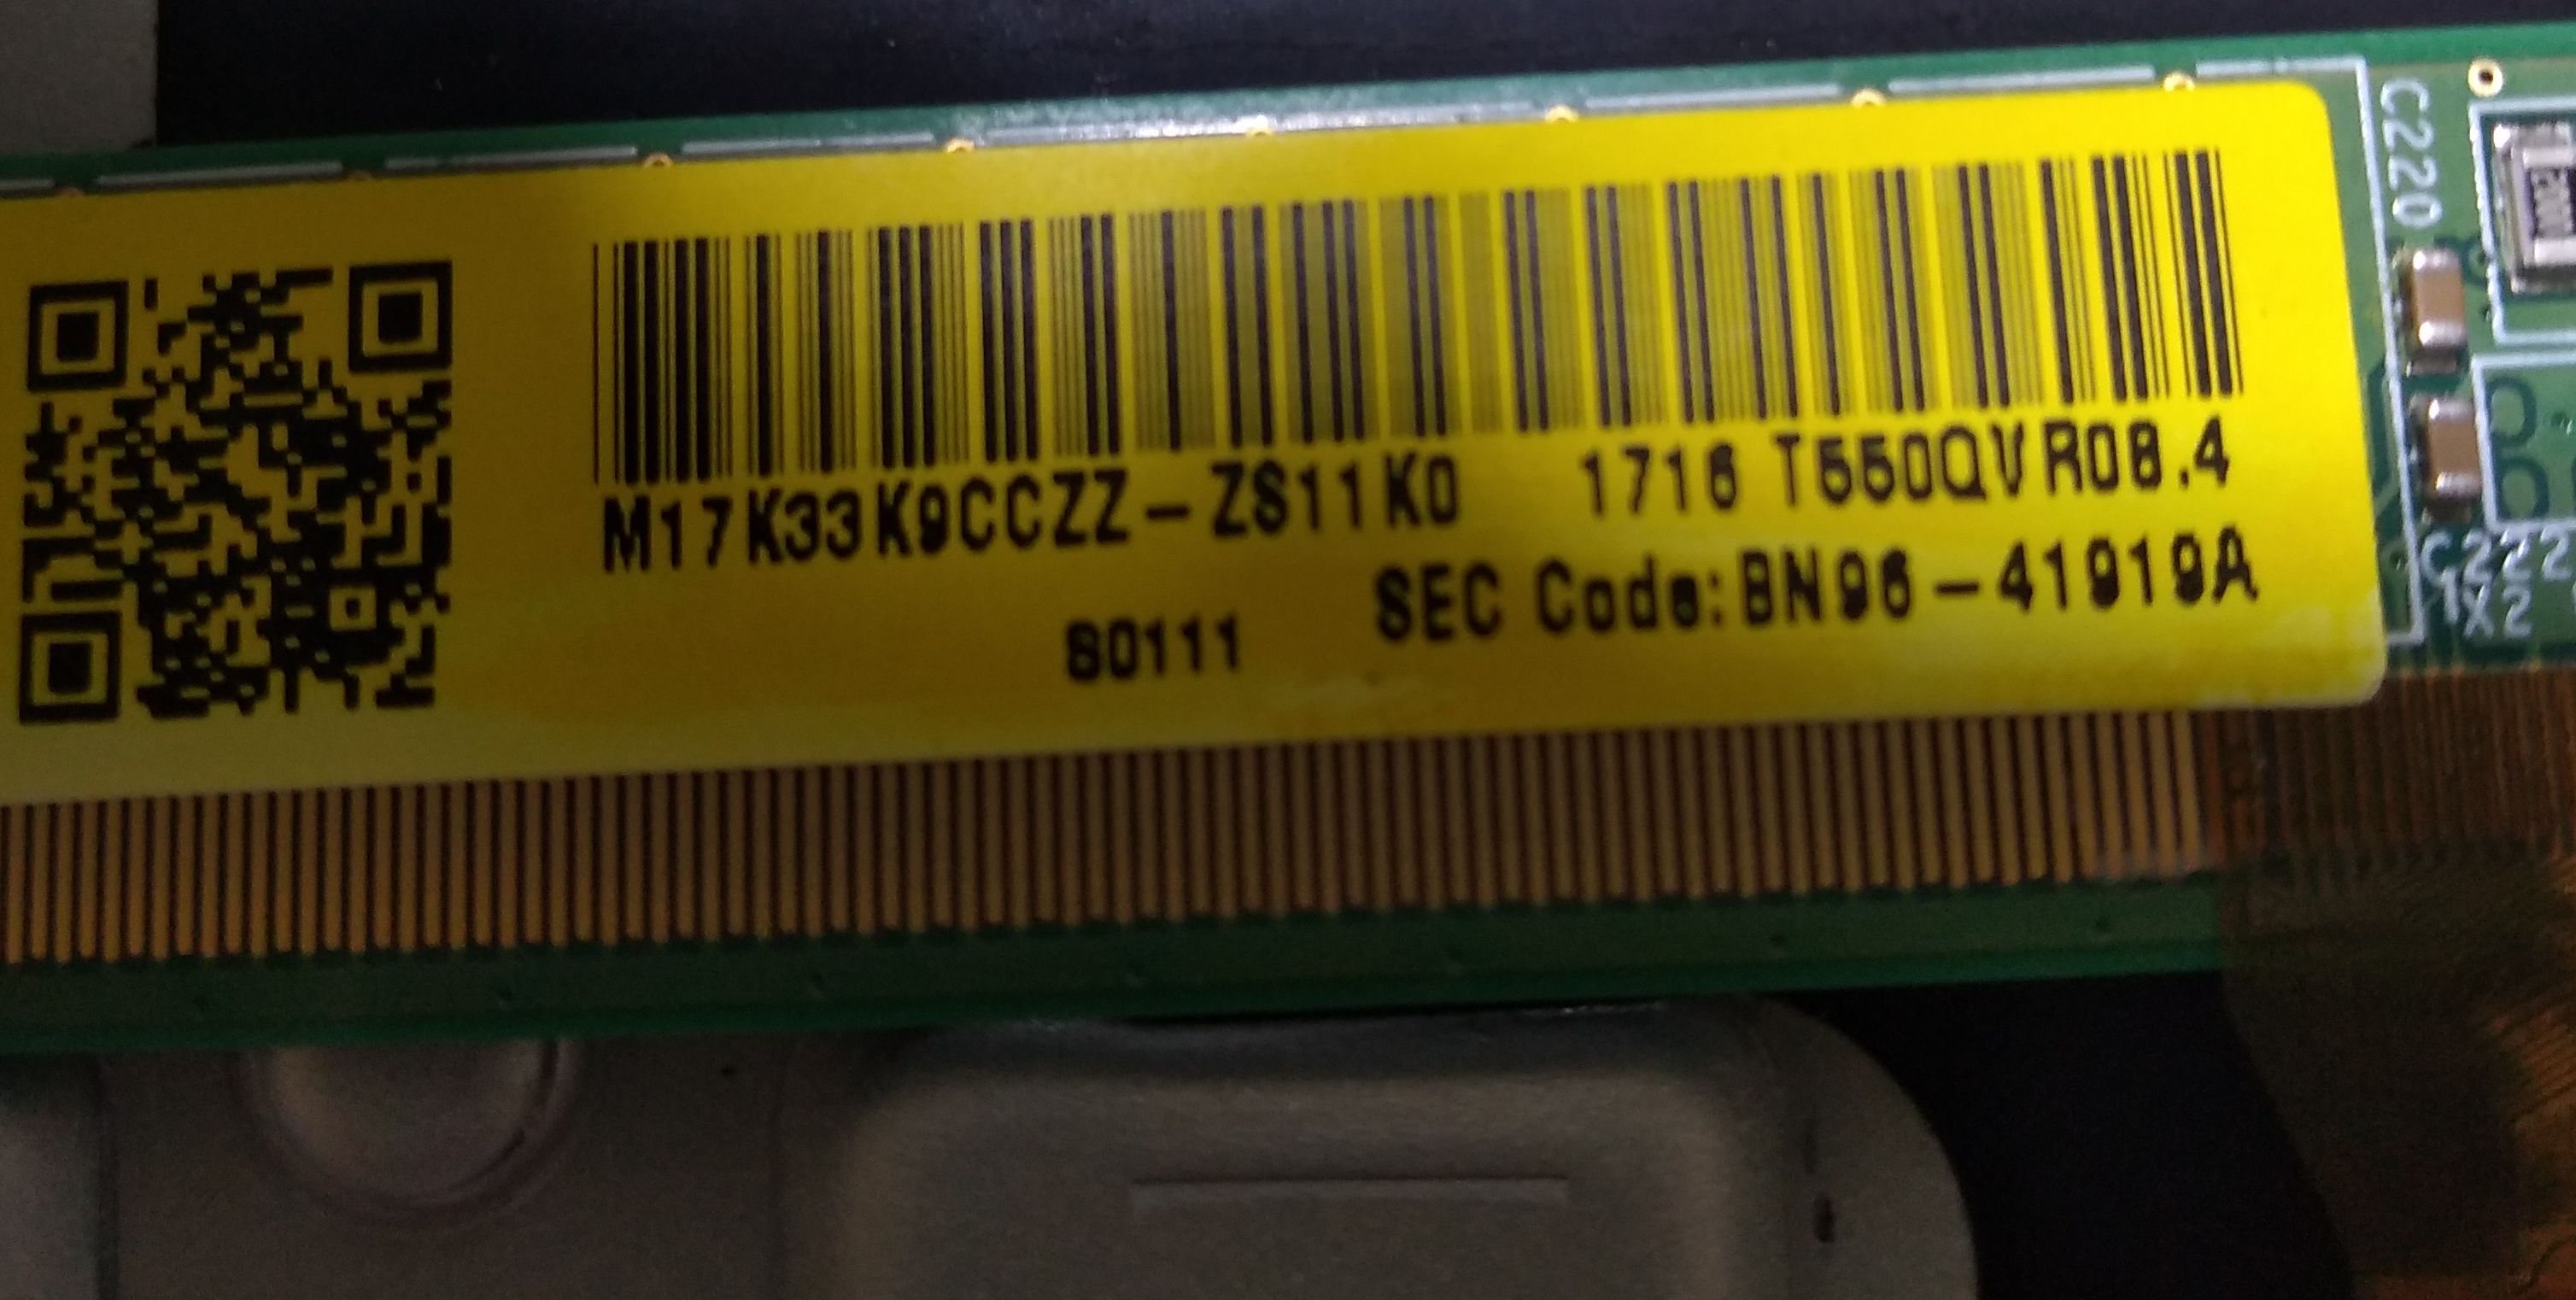 M17K33K9CCZZ-ZS11K0 1716 T550QVR08.4
SEC Code:BN96-41919A
S0111
C220
C222
1X2